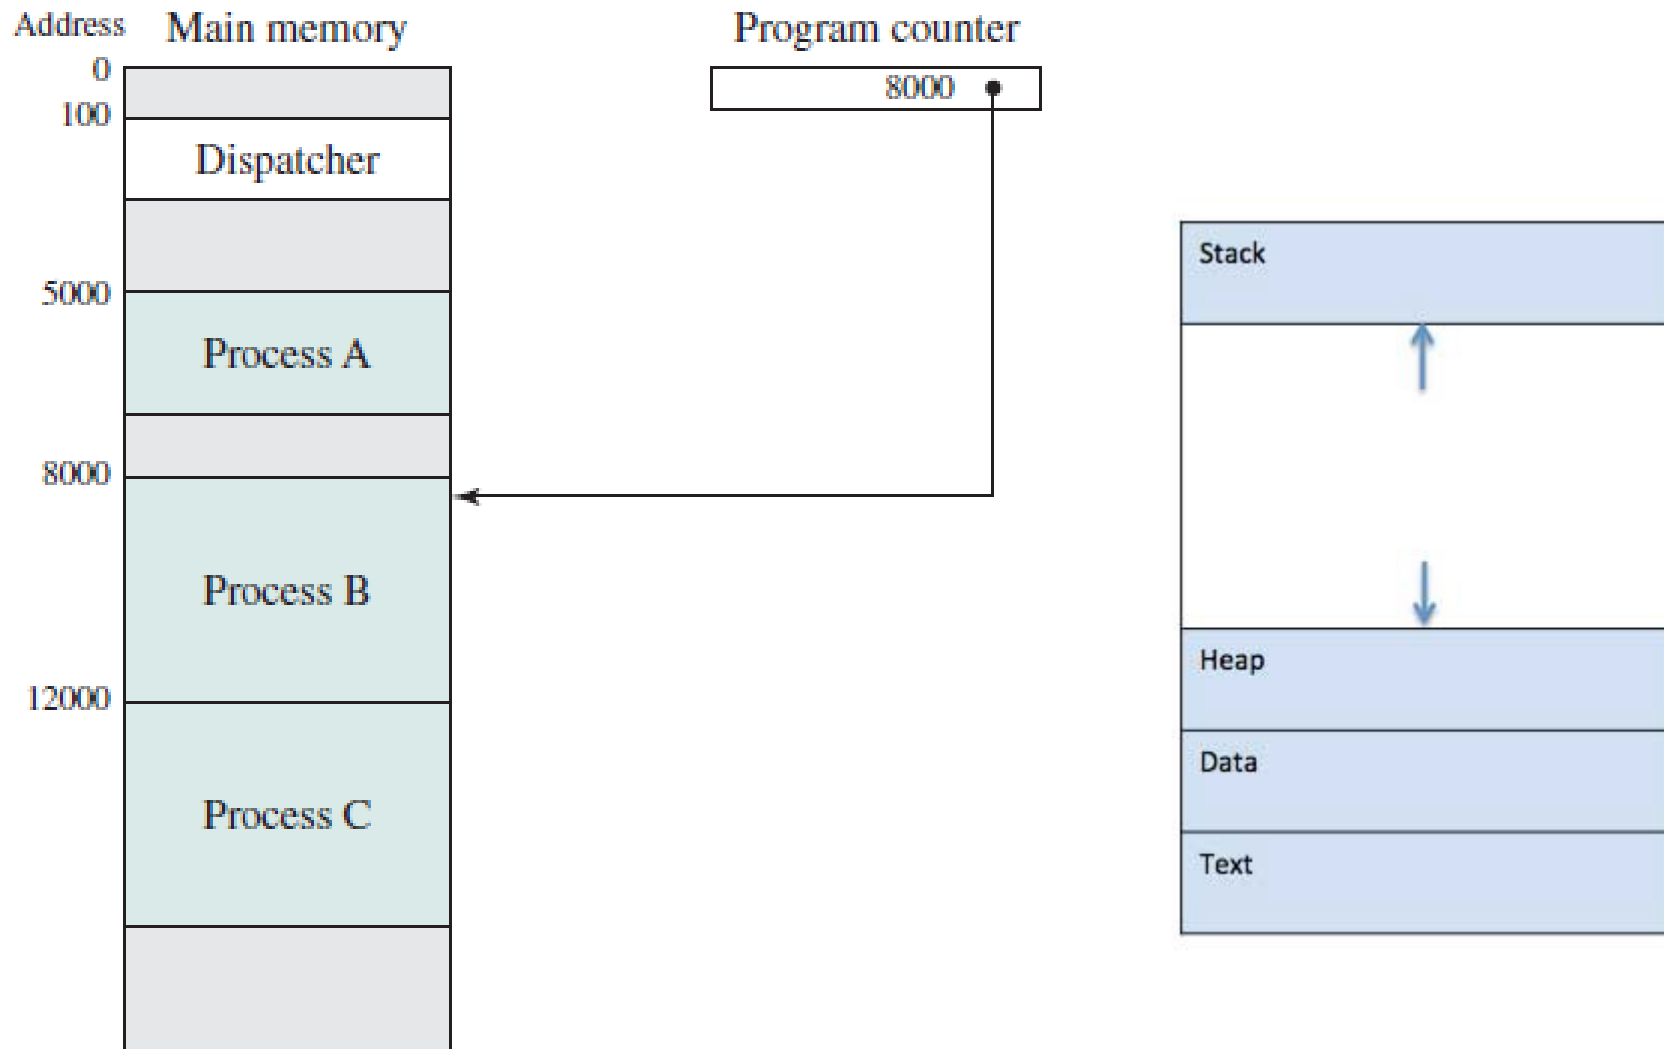 Address
Main memory
Program counter
0
8000
100
Dispatcher
Stack
5000
Process A
8000
Process B
Heap
12000
Data
Process C
Text